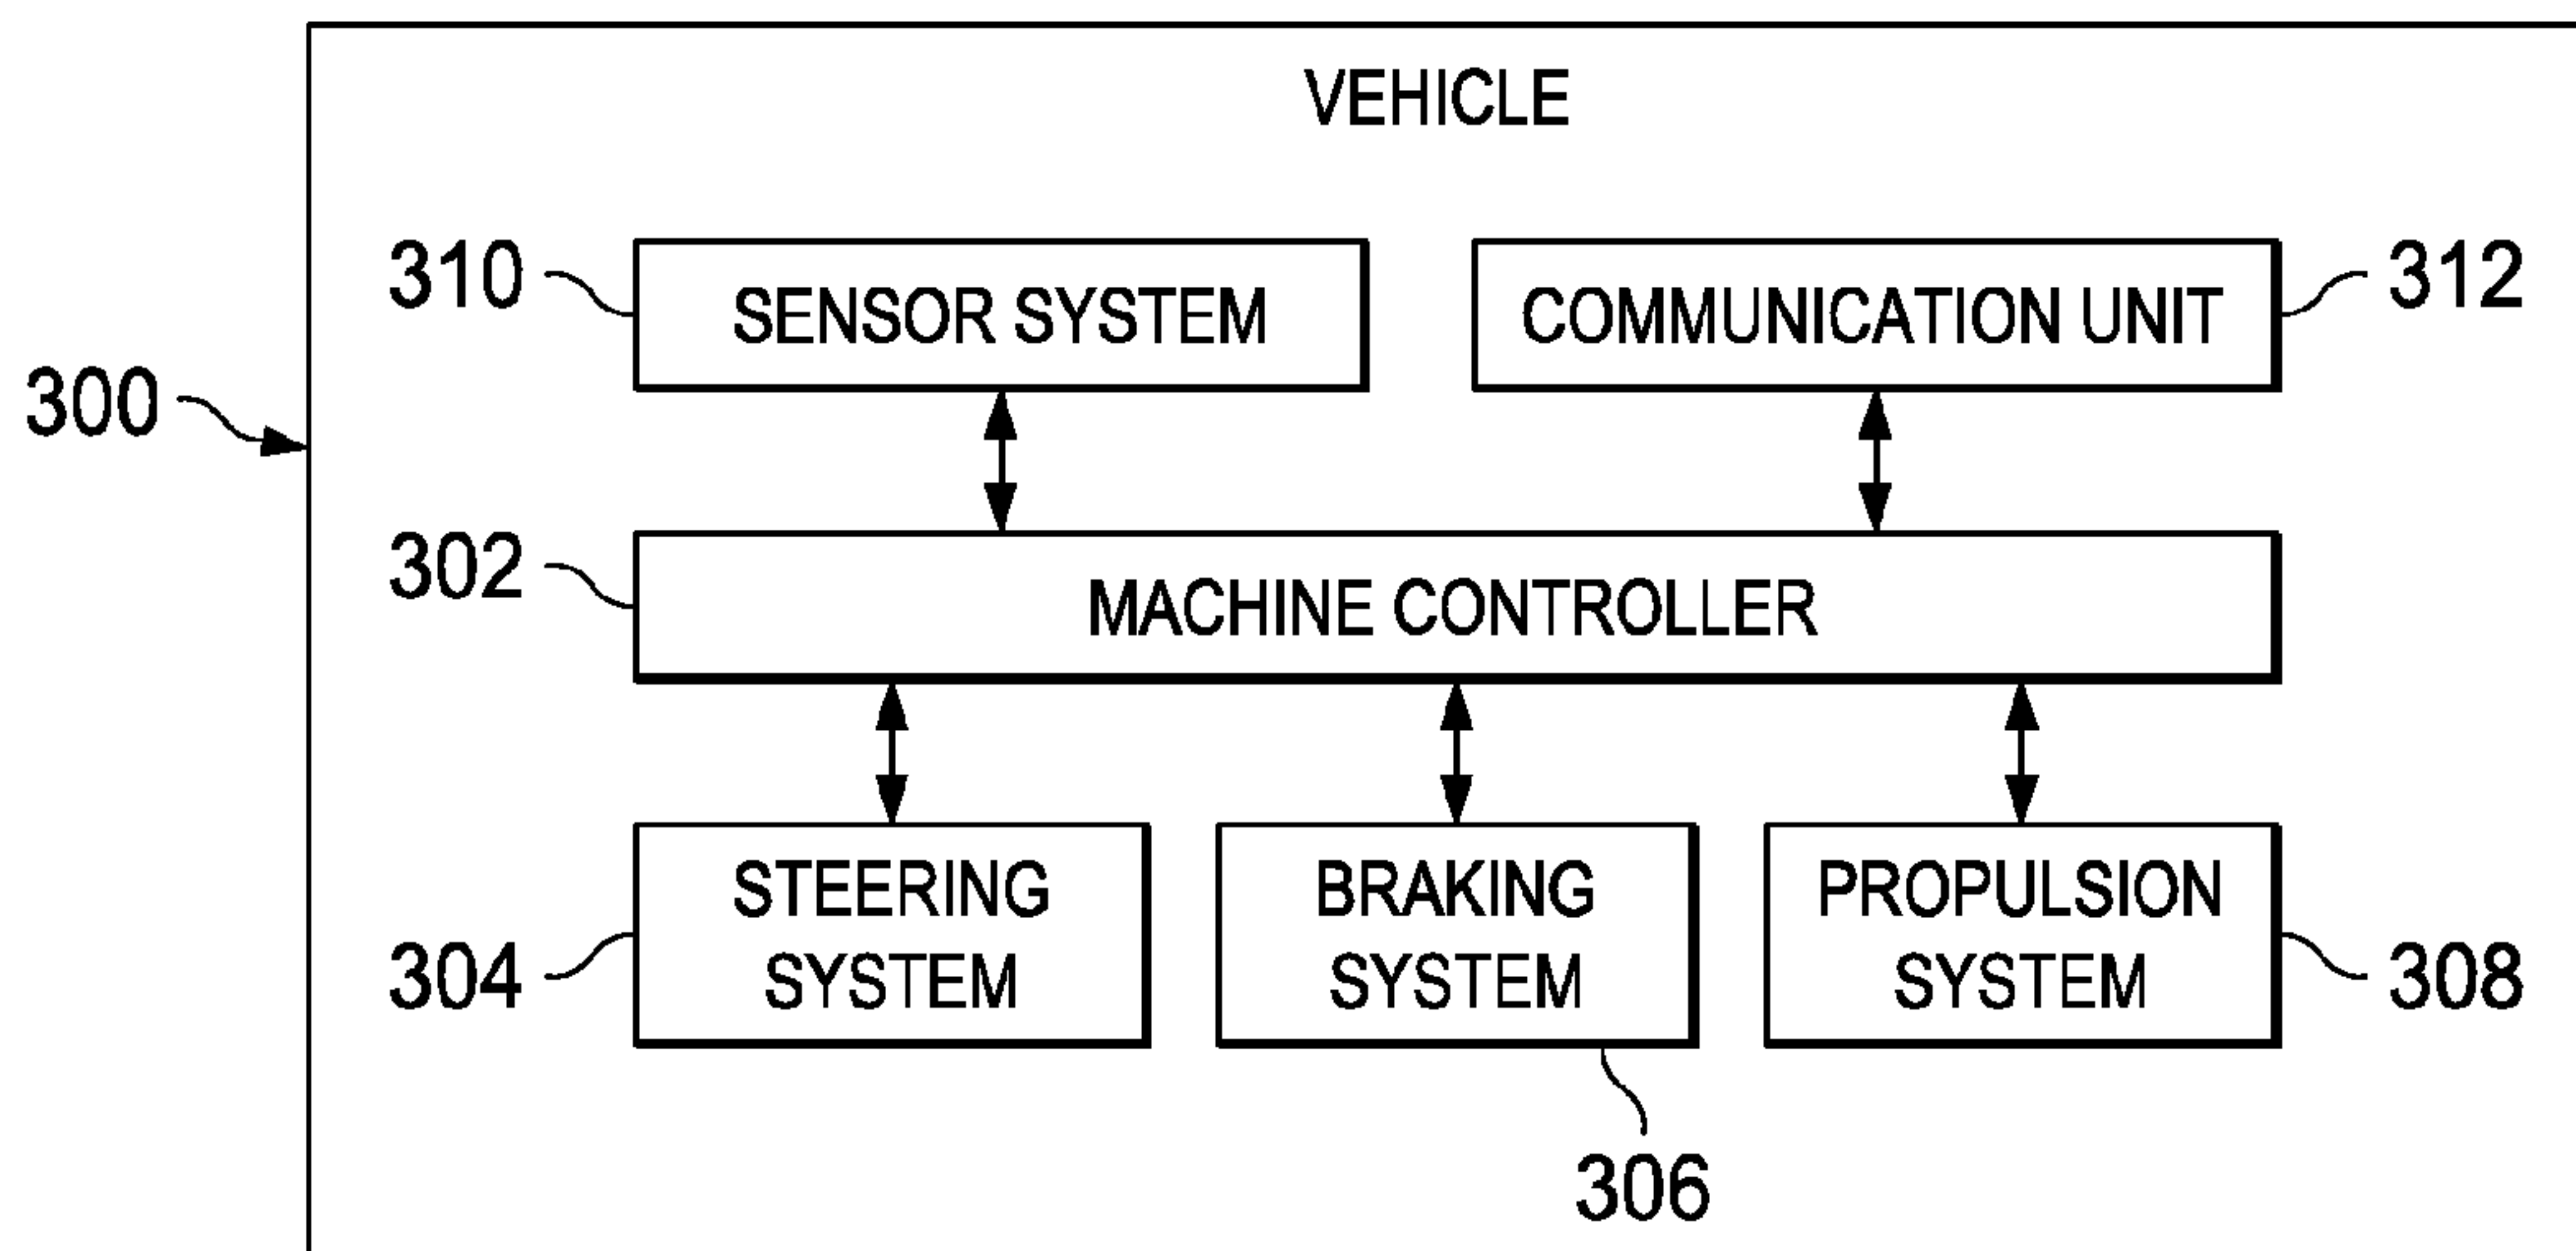 VEHICLE
310 SENSOR SYSTEM COMMUNICATION UNIT 312
300
302 MACHINE CONTROLLER
STEERING BRAKING PROPULSION
304 SYSTEM SYSTEM SYSTEM 308
306